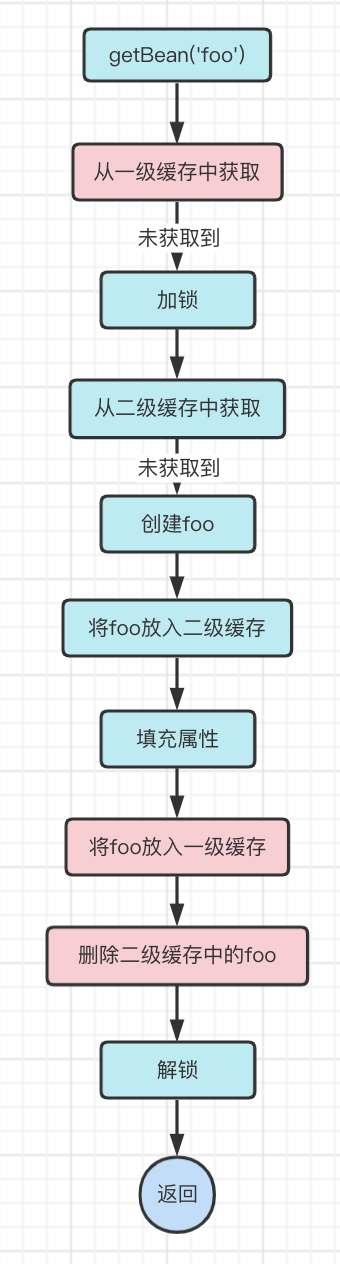 getBean('foo')
从一级缓存中获取
未获取到
加锁
从二级缓存中获取
未获取到
创建foo
将foo放入二级缓存
填充属性
将foo放入一级缓存
删除二级缓存中的foo
解锁
返回